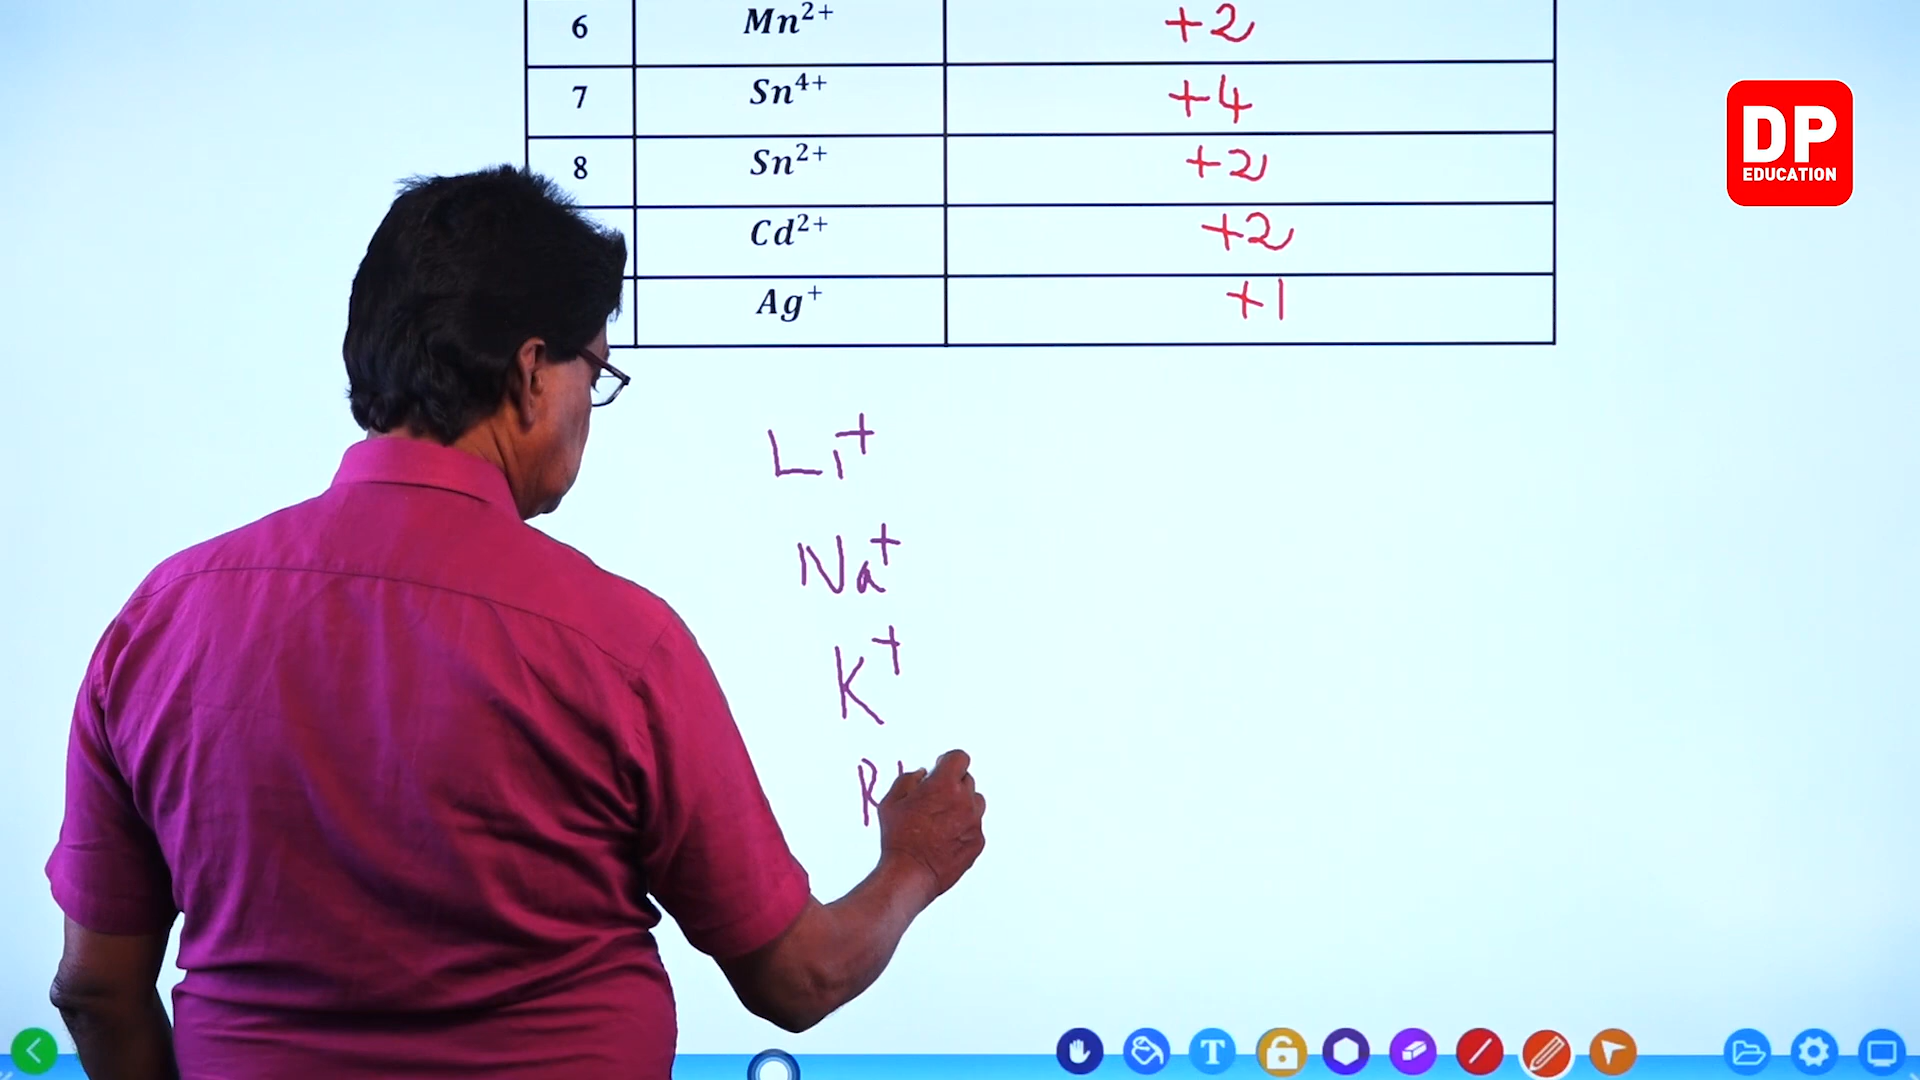 6 Mn²⁺ +2
7 Sn⁴⁺ +4
8 Sn²⁺ +2
Cd²⁺ +2
Ag⁺ +1
DP
EDUCATION
Li⁺
Na⁺
K⁺
T